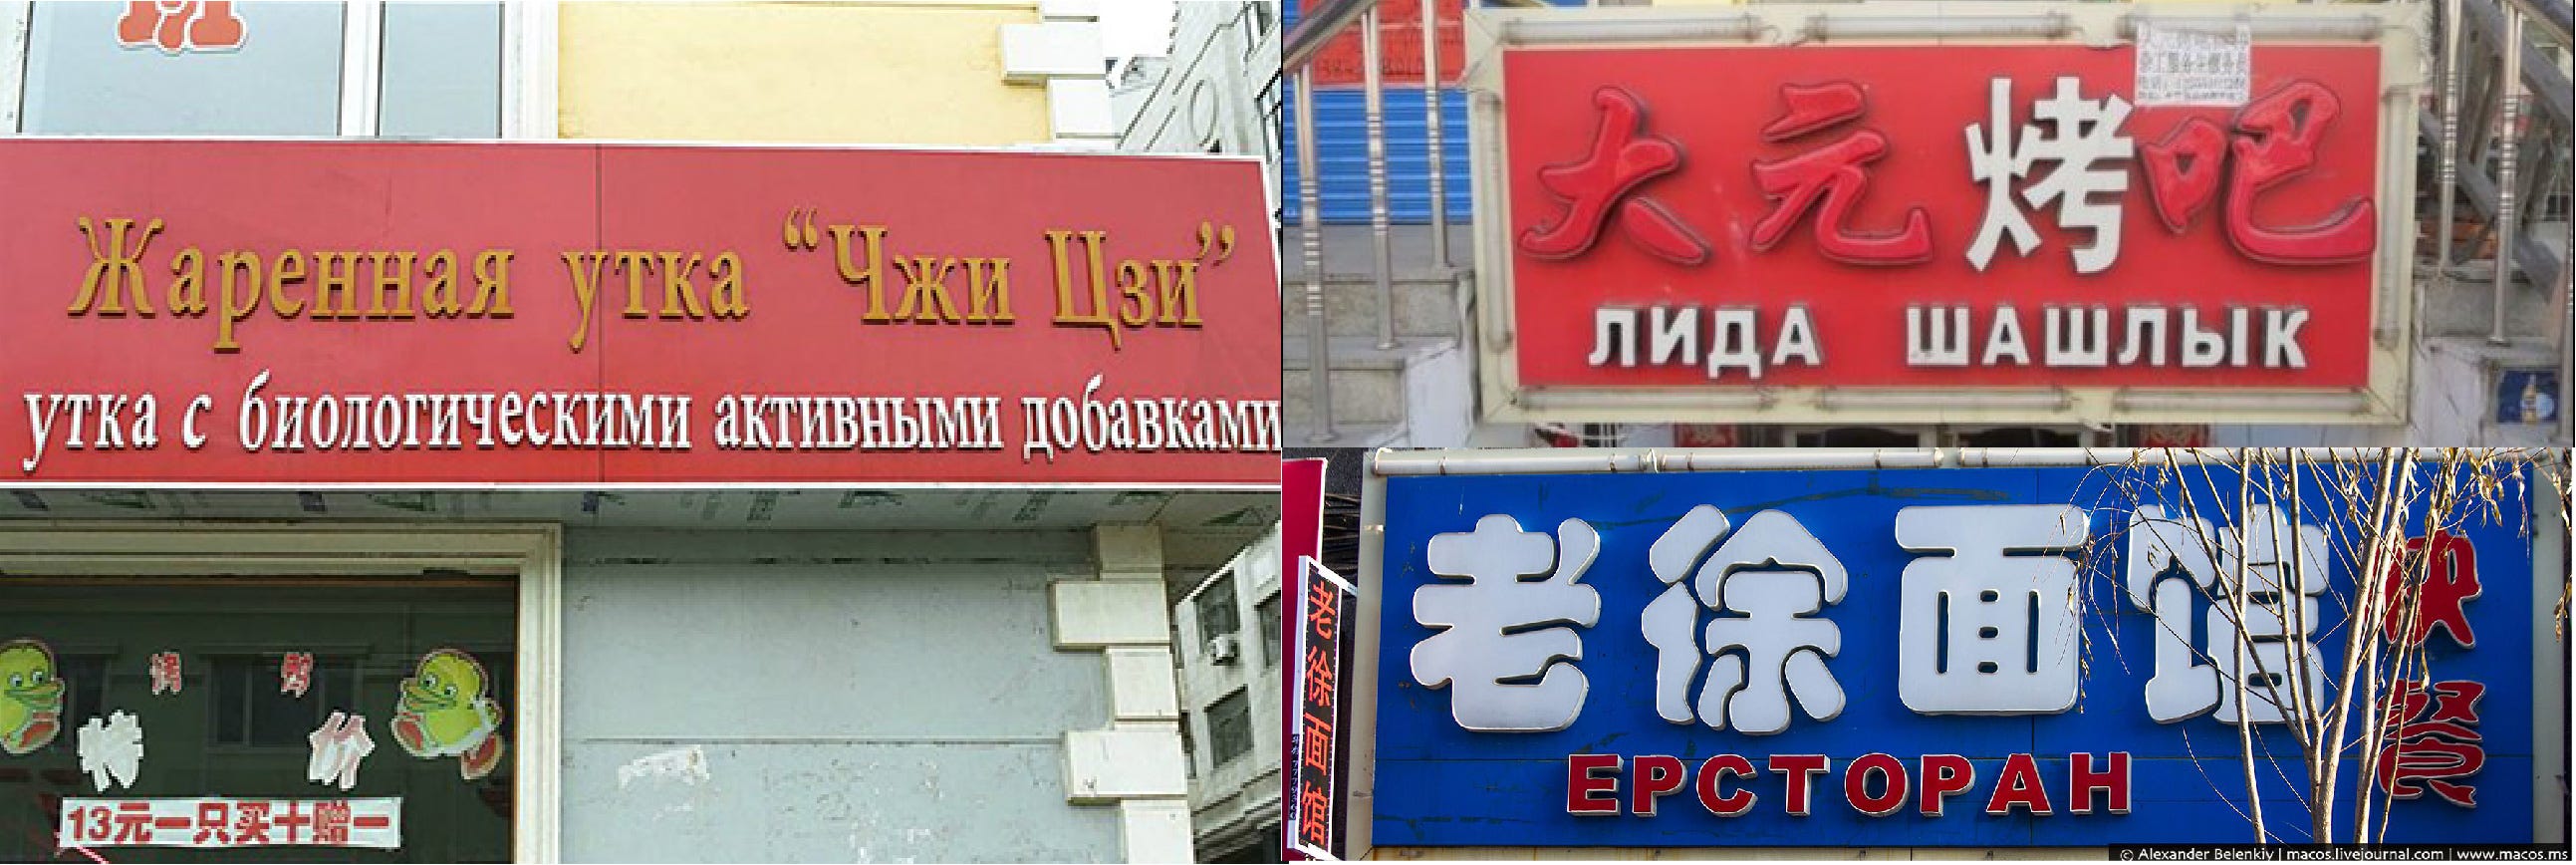 Жаренная утка “Чжи Цзи”
утка с биологическими активными добавками
特 价
13元一只买十赠一
大元烤吧
ЛИДА ШАШЛЫК
老徐面馆
快餐
ЕРСТОРАН
老徐面馆
© Alexander Belenkiy | macos.livejournal.com | www.macos.ms